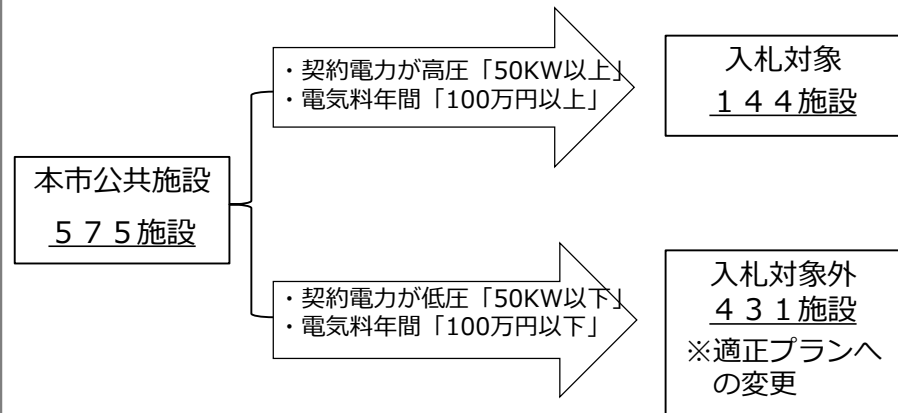 本市公共施設
５７５施設
・契約電力が高圧「50KW以上」
・電気料年間「100万円以上」
入札対象
１４４施設
・契約電力が低圧「50KW以下」
・電気料年間「100万円以下」
入札対象外
４３１施設
※適正プランへ
の変更